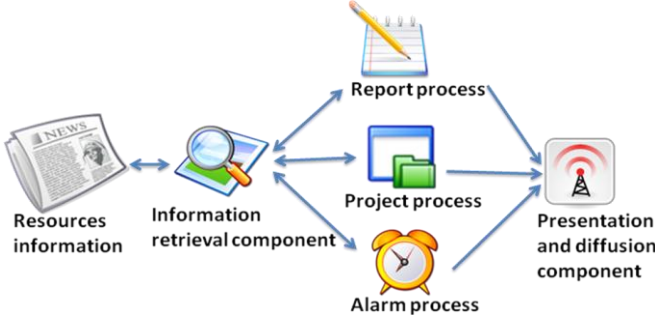 NEWS
Report process
Project process
Alarm process
Resources
information
Information
retrieval component
Presentation
and diffusion
component